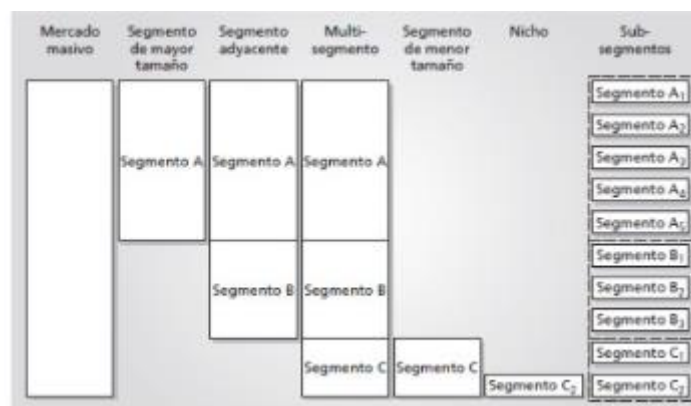 Mercado
masivo
Segmento
de mayor
tamaño
Segmento
adyacente
Multi-
segmento
Segmento
de menor
tamaño
Nicho
Sub-
segmentos
Segmento A
Segmento A
Segmento A
Segmento B
Segmento B
Segmento C
Segmento C
Segmento C₂
Segmento A₁
Segmento A₂
Segmento A₃
Segmento A₄
Segmento A₅
Segmento B₁
Segmento B₂
Segmento B₃
Segmento C₁
Segmento C₂